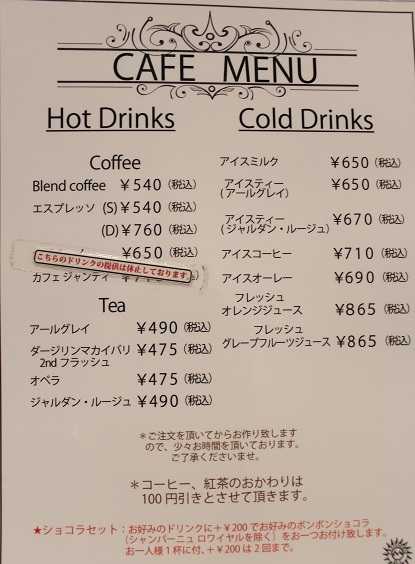 CAFE MENU
Hot Drinks
Coffee
Blend coffee ¥540 (税込)
エスプレッソ (S) ¥540 (税込)
(D) ¥760 (税込)
¥650 (税込)
こちらのドリンクの提供は休止しております
カフェ ジャンティ
Tea
アールグレイ ¥490 (税込)
ダージリンマカイバリ ¥475 (税込)
2nd フラッシュ
オペラ ¥475 (税込)
ジャルダン・ルージュ ¥490 (税込)
Cold Drinks
アイスミルク ¥650 (税込)
アイスティー ¥650 (税込)
(アールグレイ)
アイスティー ¥670 (税込)
(ジャルダン・ルージュ)
アイスコーヒー ¥710 (税込)
アイスオーレー ¥690 (税込)
フレッシュ
オレンジジュース ¥865 (税込)
フレッシュ
グレープフルーツジュース ¥865 (税込)
＊ご注文を頂いてからお作り致します
ので、少々お時間を頂いております。
ご了承くださいませ。
＊コーヒー、紅茶のおかわりは
100 円引きとさせて頂きます。
★ショコラセット：お好みのドリンクに＋¥200 でお好みのボンボンショコラ
(シャンパーニュ ロワイヤルを除く) をお一つお付け致します。
お一人様 1 杯に付、＋¥200 は 2 回まで。